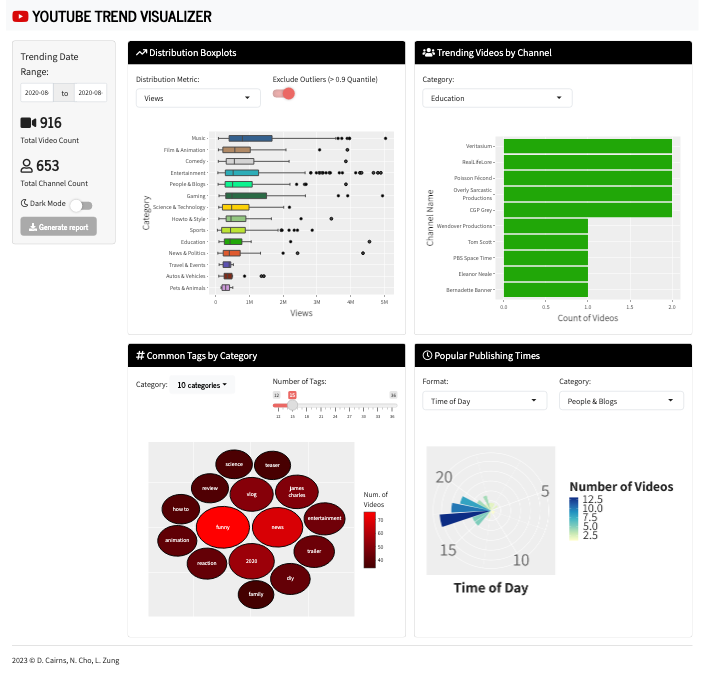 YOUTUBE TREND VISUALIZER
Trending Date
Range:
2020-08-
to
2020-08-
916
Total Video Count
653
Total Channel Count
Dark Mode
Generate report
Distribution Boxplots
Distribution Metric:
Exclude Outliers (> 0.9 Quantile)
Views
Category
Music
Film & Animation
Comedy
Entertainment
People & Blogs
Gaming
Science & Technology
Howto & Style
Sports
Education
News & Politics
Travel & Events
Autos & Vehicles
Pets & Animals
0 1M 2M 3M 4M 5M
Views
Trending Videos by Channel
Category:
Education
Channel Name
Veritasium
RealLifeLore
Poisson Fécond
Overly Sarcastic
Productions
CGP Grey
Wendover Productions
Tom Scott
PBS Space Time
Eleanor Neale
Bernadette Banner
0.0 0.5 1.0 1.5 2.0
Count of Videos
# Common Tags by Category
Category: 10 categories
Number of Tags:
12 15 36
12 15 18 21 24 27 30 33 36
science
teaser
review
vlog
james
charles
how to
funny
news
entertainment
animation
reaction
2020
trailer
diy
family
Num. of
Videos
70
60
50
40
Popular Publishing Times
Format:
Time of Day
Category:
People & Blogs
20
5
15
10
Time of Day
Number of Videos
12.5
10.0
7.5
5.0
2.5
2023 © D. Cairns, N. Cho, L. Zung